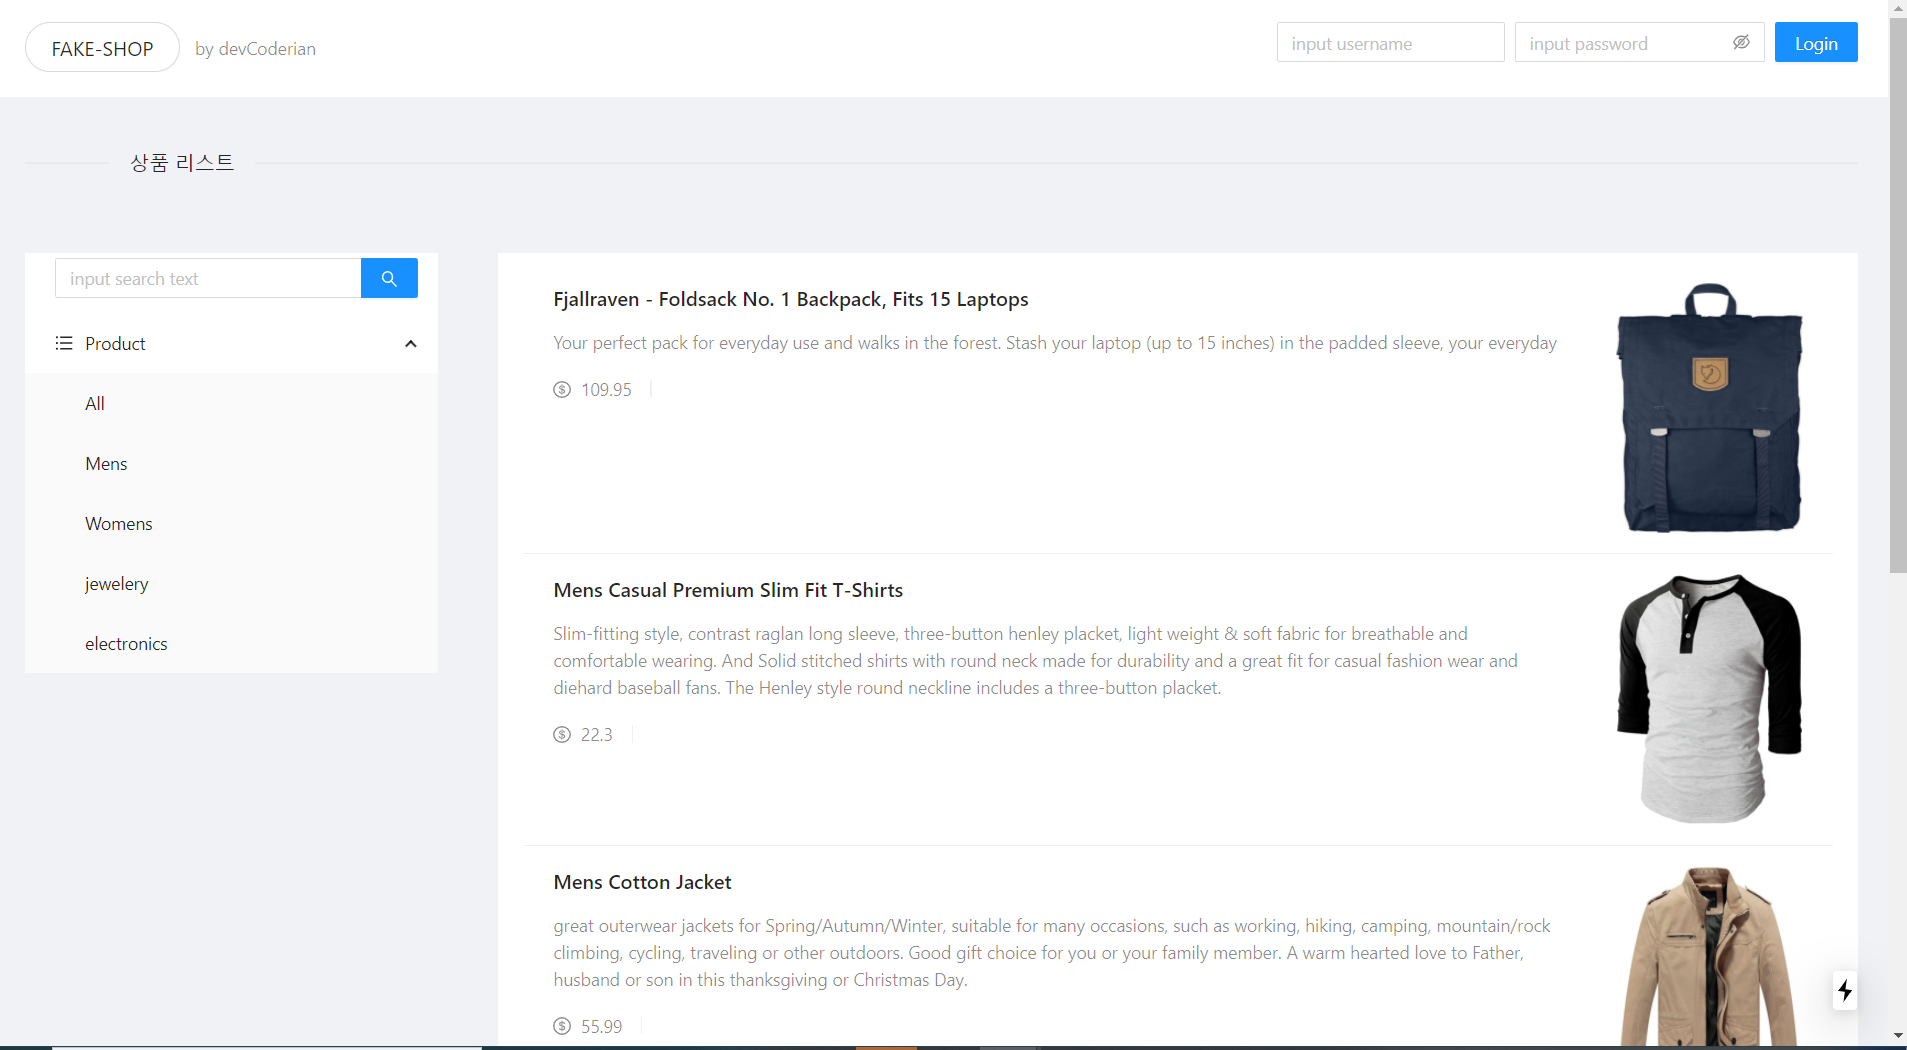 FAKE-SHOP
by devCoderian
input username
input password
Login
상품 리스트
input search text
Product
All
Mens
Womens
jewelery
electronics
Fjallraven - Foldsack No. 1 Backpack, Fits 15 Laptops
Your perfect pack for everyday use and walks in the forest. Stash your laptop (up to 15 inches) in the padded sleeve, your everyday
109.95
Mens Casual Premium Slim Fit T-Shirts
Slim-fitting style, contrast raglan long sleeve, three-button henley placket, light weight & soft fabric for breathable and
comfortable wearing. And Solid stitched shirts with round neck made for durability and a great fit for casual fashion wear and
diehard baseball fans. The Henley style round neckline includes a three-button placket.
22.3
Mens Cotton Jacket
great outerwear jackets for Spring/Autumn/Winter, suitable for many occasions, such as working, hiking, camping, mountain/rock
climbing, cycling, traveling or other outdoors. Good gift choice for you or your family member. A warm hearted love to Father,
husband or son in this thanksgiving or Christmas Day.
55.99